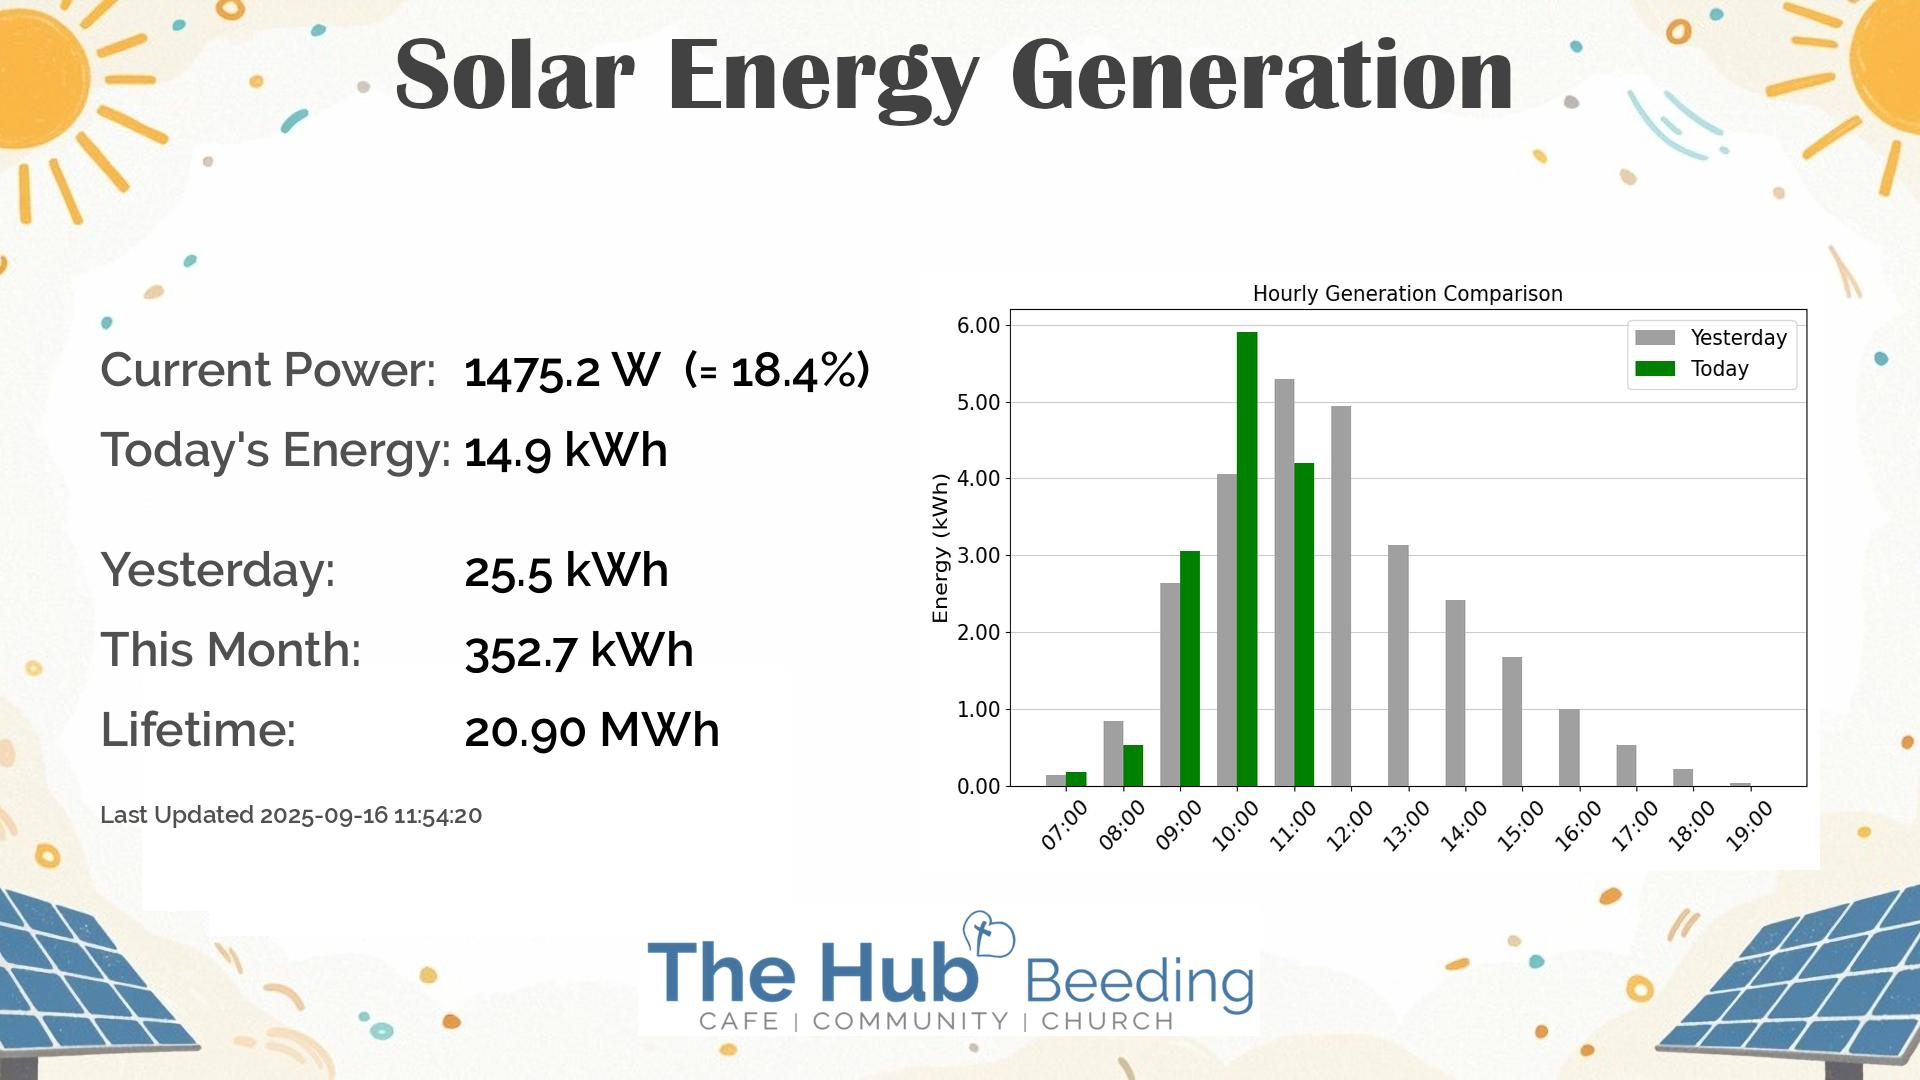 Solar Energy Generation
Current Power: 1475.2 W (= 18.4%)
Today's Energy: 14.9 kWh
Yesterday: 25.5 kWh
This Month: 352.7 kWh
Lifetime: 20.90 MWh
Last Updated 2025-09-16 11:54:20
Hourly Generation Comparison
Yesterday
Today
Energy (kWh)
6.00
5.00
4.00
3.00
2.00
1.00
0.00
07:00 08:00 09:00 10:00 11:00 12:00 13:00 14:00 15:00 16:00 17:00 18:00 19:00
The Hub Beeding
CAFE | COMMUNITY | CHURCH